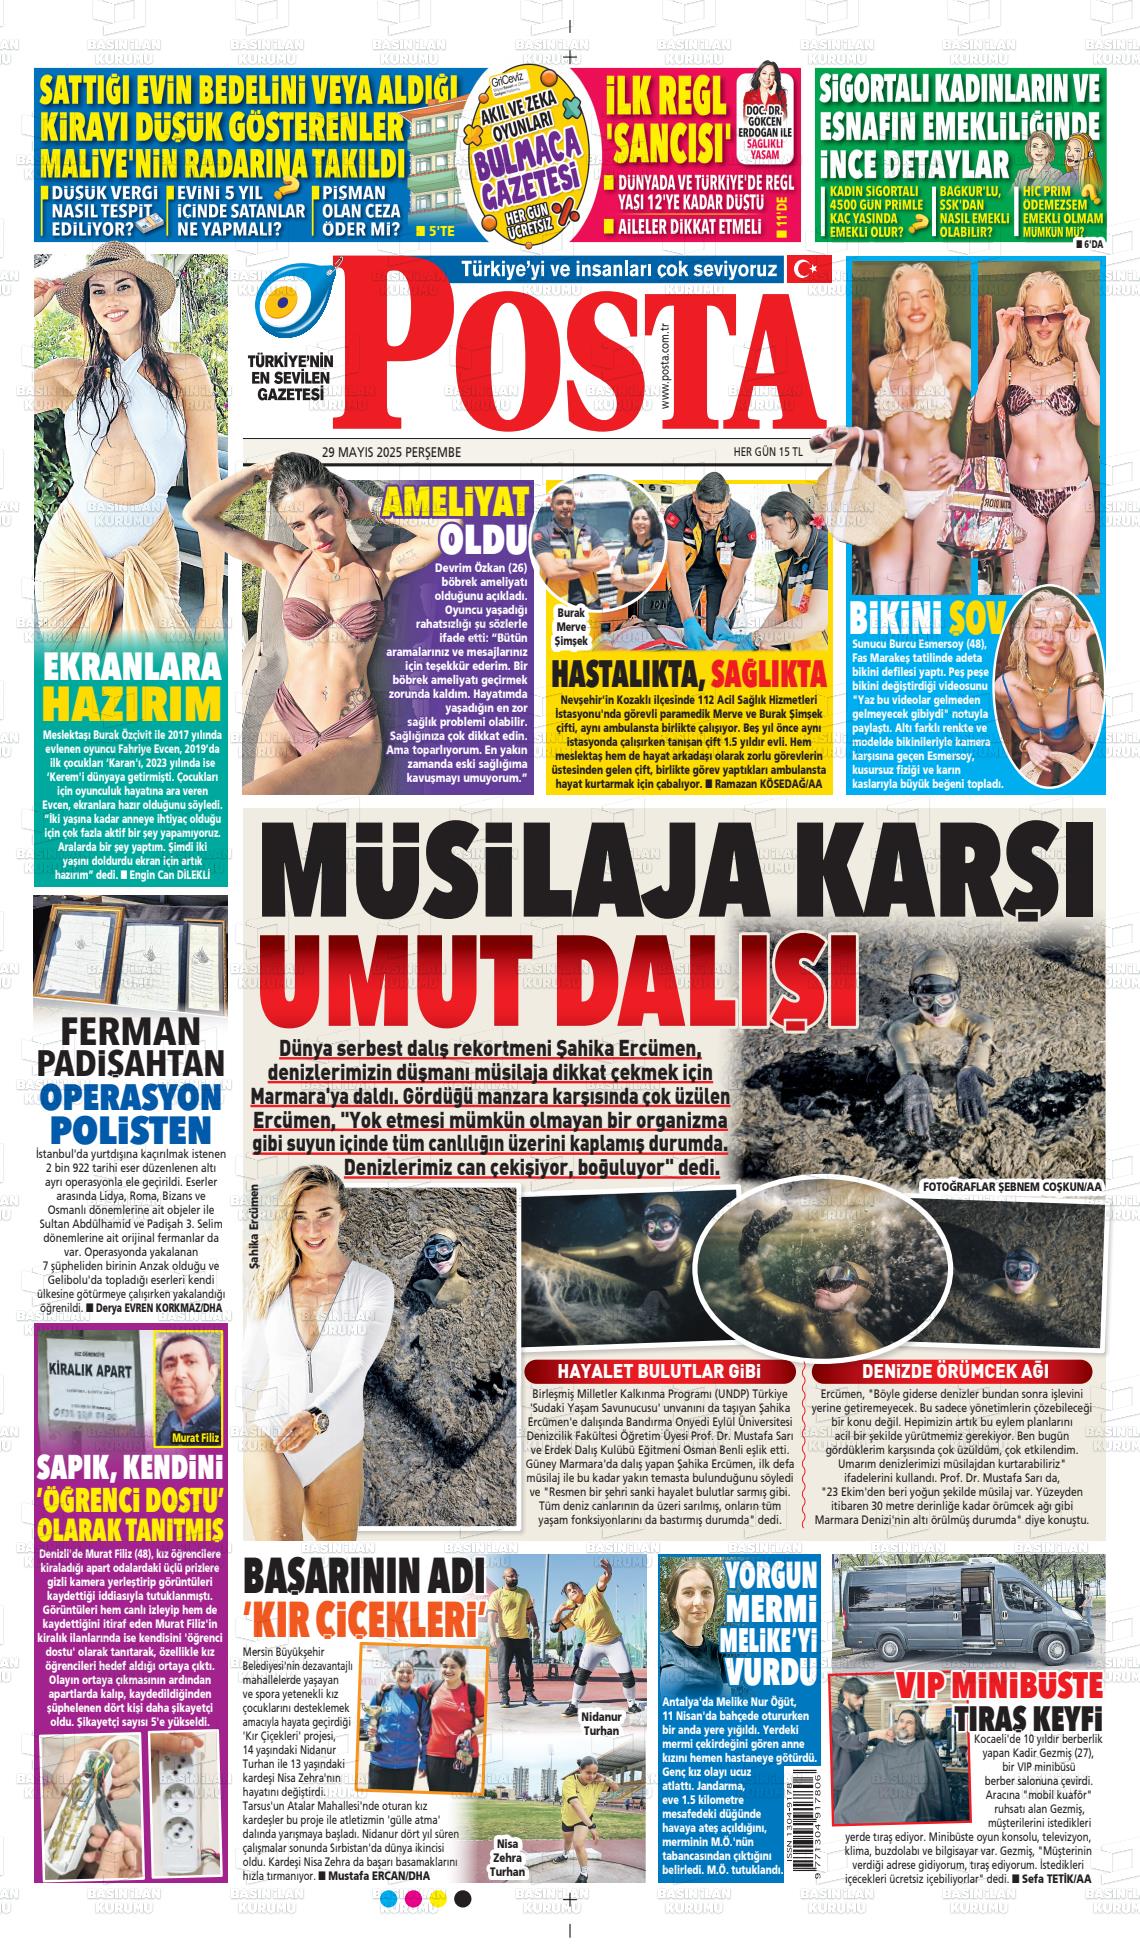 SATTIĞI EVİN BEDELİNİ VEYA ALDIĞI
KİRAYI DÜŞÜK GÖSTERENLER
MALİYE'NİN RADARINA TAKILDI
DÜŞÜK VERGİ
NASIL TESPİT
EDİLİYOR?
EVİNİ 5 YIL
İÇİNDE SATANLAR
NE YAPMALI?
PİŞMAN
OLAN CEZA
ÖDER Mİ?
■ 5'TE
GriCeviz
AKIL VE ZEKA
OYUNLARI
BULMACA
GAZETESİ
HER GÜN
ÜCRETSİZ
İLK REGL
'SANCISI'
DOÇ. DR.
GÖKÇEN
ERDOĞAN İLE
SAĞLIKLI
YAŞAM
■ DÜNYADA VE TÜRKİYE'DE REGL
YAŞI 12'YE KADAR DÜŞTÜ
■ AİLELER DİKKAT ETMELİ
■ 11'DE
SİGORTALI KADINLARIN VE
ESNAFIN EMEKLİLİĞİNDE
İNCE DETAYLAR
KADIN SİGORTALI
4500 GÜN PRİMLE
KAÇ YAŞINDA
EMEKLİ OLUR?
BAĞKUR'LU,
SSK'DAN
NASIL EMEKLİ
OLABİLİR?
HİÇ PRİM
ÖDEMEZSEM
EMEKLİ OLMAM
MÜMKÜN MÜ?
■ 6'DA
Türkiye'yi ve insanları çok seviyoruz
POSTA
www.posta.com.tr
TÜRKİYE'NİN
EN SEVİLEN
GAZETESİ
29 MAYIS 2025 PERŞEMBE
HER GÜN 15 TL
EKRANLARA
HAZIRIM
Meslektaşı Burak Özçivit ile 2017 yılında
evlenen oyuncu Fahriye Evcen, 2019'da
ilk çocukları 'Karan'ı, 2023 yılında ise
'Kerem'i dünyaya getirmişti. Çocukları
için oyunculuk hayatına ara veren
Evcen, ekranlara hazır olduğunu söyledi.
"İki yaşına kadar anneye ihtiyaç olduğu
için çok fazla aktif bir şey yapamıyoruz.
Aralarda bir şey yaptım. Şimdi iki
yaşını doldurdu ekran için artık
hazırım" dedi. ■ Engin Can DİLEKLİ
AMELİYAT
OLDU
Devrim Özkan (26)
böbrek ameliyatı
olduğunu açıkladı.
Oyuncu yaşadığı
rahatsızlığı şu sözlerle
ifade etti: "Bütün
aramalarınız ve mesajlarınız
için teşekkür ederim. Bir
böbrek ameliyatı geçirmek
zorunda kaldım. Hayatımda
yaşadığım en zor
sağlık problemi olabilir.
Sağlığınıza çok dikkat edin.
Ama toparlıyorum. En yakın
zamanda eski sağlığıma
kavuşmayı umuyorum."
Burak
Merve
Şimşek
HASTALIKTA, SAĞLIKTA
Nevşehir'in Kozaklı ilçesinde 112 Acil Sağlık Hizmetleri
İstasyonu'nda görevli paramedik Merve ve Burak Şimşek
çifti, aynı ambulansta birlikte çalışıyor. Beş yıl önce aynı
istasyonda çalışırken tanışan çift 1.5 yıldır evli. Hem
meslektaş hem de hayat arkadaşı olarak zorlu görevlerin
üstesinden gelen çift, birlikte görev yaptıkları ambulansta
hayat kurtarmak için çabalıyor. ■ Ramazan KÖSEDAĞ/AA
BİKİNİ ŞOV
Sunucu Burcu Esmersoy (48),
Fas Marakeş tatilinde adeta
bikini defilesi yaptı. Peş peşe
bikini değiştirdiği videosunu
"Yaz bu videolar gelmeden
gelmeyecek gibiydi" notuyla
paylaştı. Altı farklı renkte ve
modelde bikinileriyle kamera
karşısına geçen Esmersoy,
kusursuz fiziği ve karın
kaslarıyla büyük beğeni topladı.
MÜSİLAJA KARŞI
UMUT DALIŞI
Dünya serbest dalış rekortmeni Şahika Ercümen,
denizlerimizin düşmanı müsilaja dikkat çekmek için
Marmara'ya daldı. Gördüğü manzara karşısında çok üzülen
Ercümen, "Yok etmesi mümkün olmayan bir organizma
gibi suyun içinde tüm canlılığın üzerini kaplamış durumda.
Denizlerimiz can çekişiyor, boğuluyor" dedi.
FOTOĞRAFLAR ŞEBNEM COŞKUN/AA
Şahika Ercümen
HAYALET BULUTLAR GİBİ
Birleşmiş Milletler Kalkınma Programı (UNDP) Türkiye
'Sudaki Yaşam Savunucusu' unvanını da taşıyan Şahika
Ercümen'e dalışında Bandırma Onyedi Eylül Üniversitesi
Denizcilik Fakültesi Öğretim Üyesi Prof. Dr. Mustafa Sarı
ve Erdek Dalış Kulübü Eğitmeni Osman Benli eşlik etti.
Güney Marmara'da dalış yapan Şahika Ercümen, ilk defa
müsilaj ile bu kadar yakın temasta bulunduğunu söyledi
ve "Resmen bir şehri sanki hayalet bulutlar sarmış gibi.
Tüm deniz canlarının da üzeri sarılmış, onların tüm
yaşam fonksiyonlarını da bastırmış durumda" dedi.
DENİZDE ÖRÜMCEK AĞI
Ercümen, "Böyle giderse denizler bundan sonra işlevini
yerine getiremeyecek. Bu sadece yönetimlerin çözebileceği
bir konu değil. Hepimizin artık bu eylem planlarını
acil bir şekilde yürütmemiz gerekiyor. Ben bugün
gördüklerim karşısında çok üzüldüm, çok etkilendim.
Umarım denizlerimizi müsilajdan kurtarabiliriz"
ifadelerini kullandı. Prof. Dr. Mustafa Sarı da,
"23 Ekim'den beri yoğun şekilde müsilaj var. Yüzeyden
itibaren 30 metre derinliğe kadar örümcek ağı gibi
Marmara Denizi'nin altı örülmüş durumda" diye konuştu.
FERMAN
PADİŞAHTAN
OPERASYON
POLİSTEN
İstanbul'da yurtdışına kaçırılmak istenen
2 bin 922 tarihi eser düzenlenen altı
ayrı operasyonla ele geçirildi. Eserler
arasında Lidya, Roma, Bizans ve
Osmanlı dönemlerine ait objeler ile
Sultan Abdülhamid ve Padişah 3. Selim
dönemlerine ait orijinal fermanlar da
var. Operasyonda yakalanan
7 şüpheliden birinin Anzak olduğu ve
Gelibolu'da topladığı eserleri kendi
ülkesine götürmeye çalışırken yakalandığı
öğrenildi. ■ Derya EVREN KORKMAZ/DHA
KIZ ÖĞRENCİYE
KİRALIK APART
Murat Filiz
SAPIK, KENDİNİ
'ÖĞRENCİ DOSTU'
OLARAK TANITMIŞ
Denizli'de Murat Filiz (48), kız öğrencilere
kiraladığı apart odalardaki üçlü prizlere
gizli kamera yerleştirip görüntüleri
kaydettiği iddiasıyla tutuklanmıştı.
Görüntüleri hem canlı izleyip hem de
kaydettiğini itiraf eden Murat Filiz'in
kiralık ilanlarında ise kendisini 'öğrenci
dostu' olarak tanıtarak, özellikle kız
öğrencileri hedef aldığı ortaya çıktı.
Olayın ortaya çıkmasının ardından
apartlarda kalıp, kaydedildiğinden
şüphelenen dört kişi daha şikayetçi
oldu. Şikayetçi sayısı 5'e yükseldi.
BAŞARININ ADI
'KIR ÇİÇEKLERİ'
Mersin Büyükşehir
Belediyesi'nin dezavantajlı
mahallelerde yaşayan
ve spora yetenekli kız
çocuklarını desteklemek
amacıyla hayata geçirdiği
'Kır Çiçekleri' projesi,
14 yaşındaki Nidanur
Turhan ile 13 yaşındaki
kardeşi Nisa Zehra'nın
hayatını değiştirdi.
Tarsus'un Atalar Mahallesi'nde oturan kız
kardeşler bu proje ile atletizmin 'gülle atma'
dalında yarışmaya başladı. Nidanur dört yıl süren
çalışmalar sonunda Sırbistan'da dünya ikincisi
oldu. Kardeşi Nisa Zehra da başarı basamaklarını
hızla tırmanıyor. ■ Mustafa ERCAN/DHA
Nidanur
Turhan
Nisa
Zehra
Turhan
YORGUN
MERMİ
MELİKE'Yİ
VURDU
Antalya'da Melike Nur Öğüt,
11 Nisan'da bahçede otururken
bir anda yere yığıldı. Yerdeki
mermi çekirdeğini gören anne
kızını hemen hastaneye götürdü.
Genç kız olayı ucuz
atlattı. Jandarma,
eve 1.5 kilometre
mesafedeki düğünde
havaya ateş açıldığını,
merminin M.Ö.'nün
tabancasından çıktığını
belirledi. M.Ö. tutuklandı.
ISSN 1304-9178
9 771304 917806
VIP MİNİBÜSTE
TIRAŞ KEYFİ
Kocaeli'de 10 yıldır berberlik
yapan Kadir Gezmiş (27),
bir VIP minibüsü
berber salonuna çevirdi.
Aracına "mobil kuaför"
ruhsatı alan Gezmiş,
müşterilerini istedikleri
yerde tıraş ediyor. Minibüste oyun konsolu, televizyon,
klima, buzdolabı ve bilgisayar var. Gezmiş, "Müşterinin
verdiği adrese gidiyorum, tıraş ediyorum. İstedikleri
içecekleri ücretsiz içebiliyorlar" dedi. ■ Sefa TETİK/AA
BASIN İLAN
KURUMU